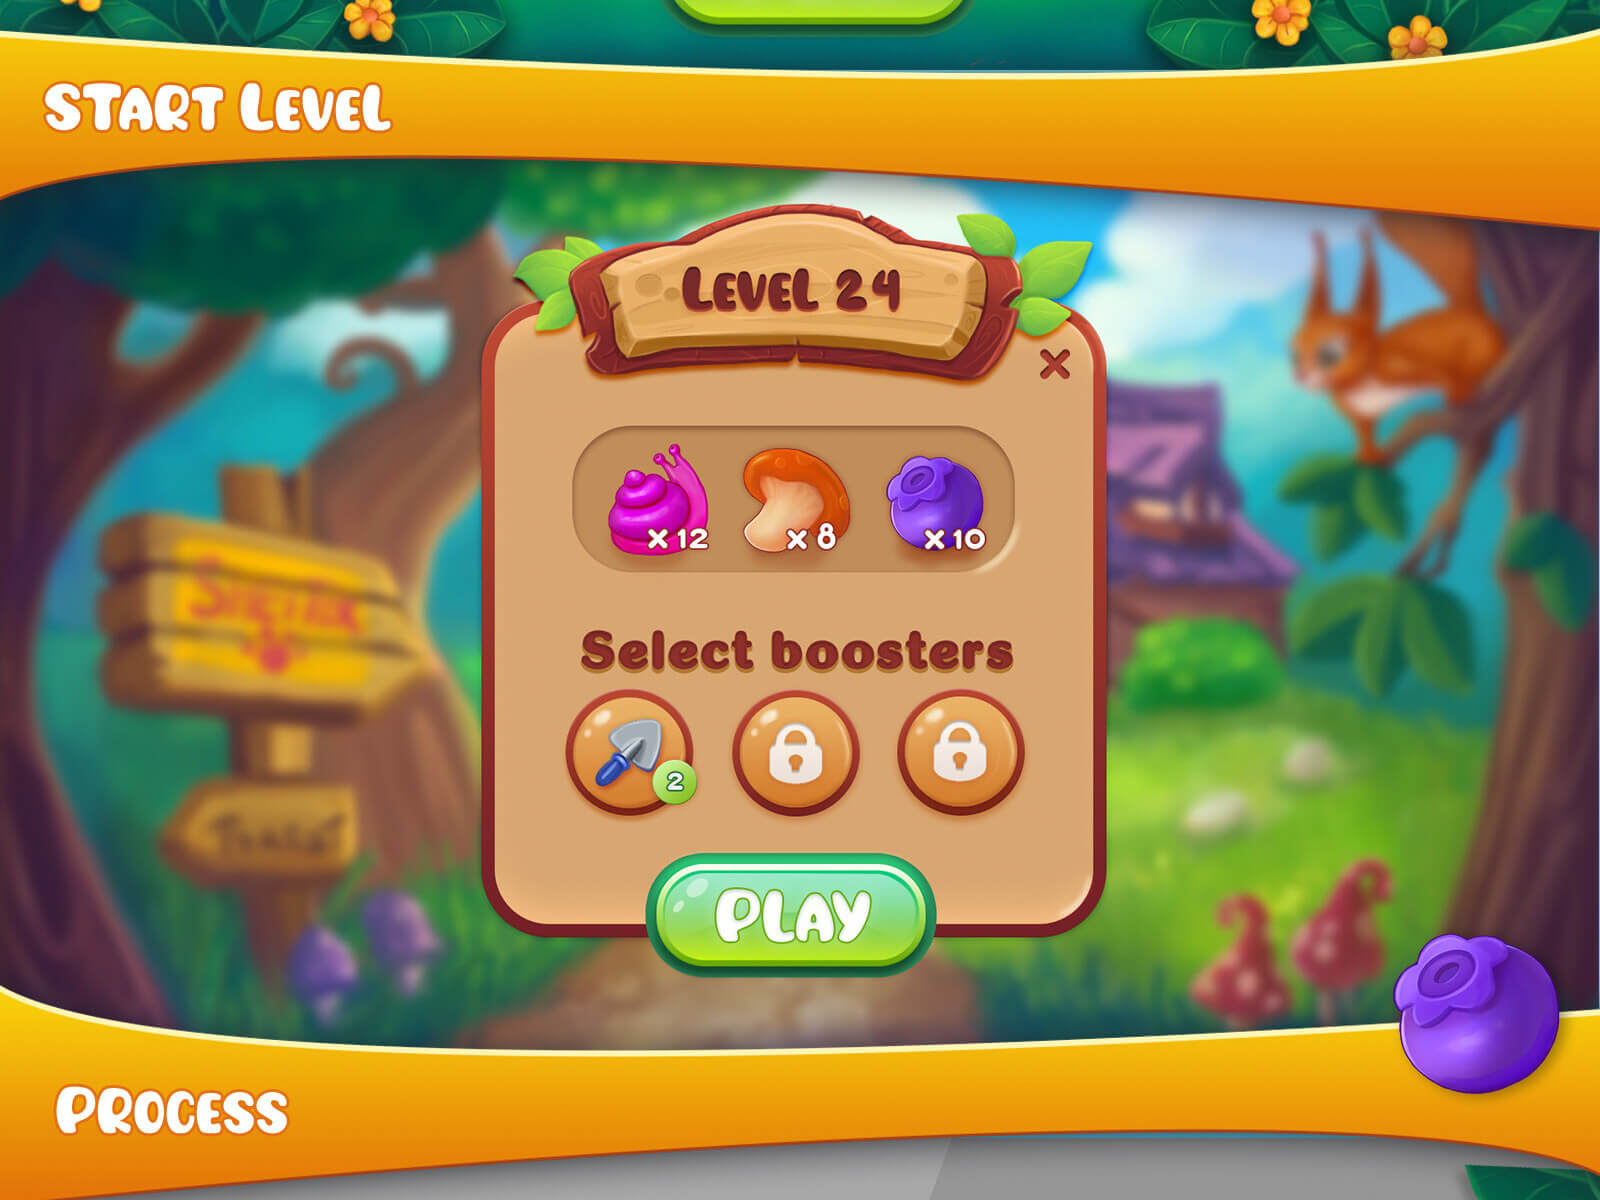 START LEVEL
LEVEL 24
x 12 x 8 x 10
Select boosters
2
PLAY
PROCESS